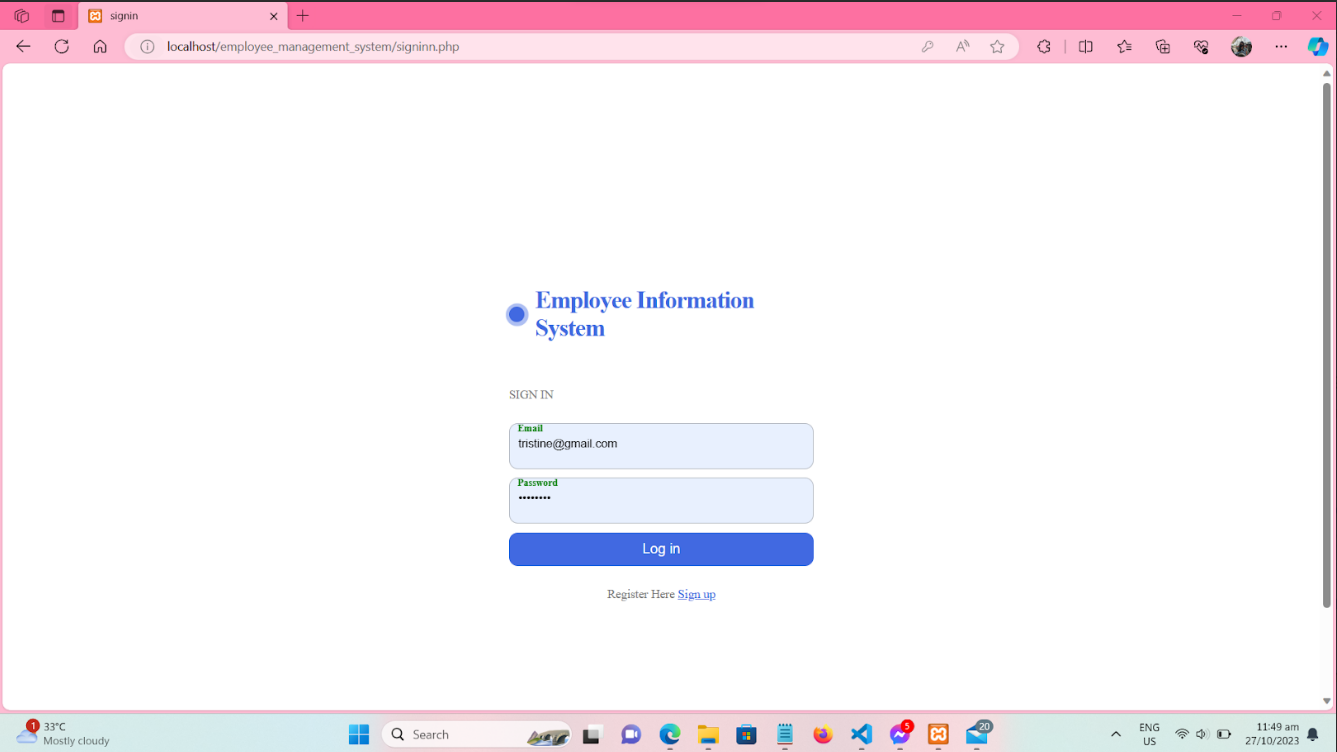 signin
localhost/employee_management_system/signinn.php
Employee Information
System
SIGN IN
Email
tristine@gmail.com
Password
••••••••
Log in
Register Here Sign up
1
33°C
Mostly cloudy
Search
5
20
ENG
US
11:49 am
27/10/2023